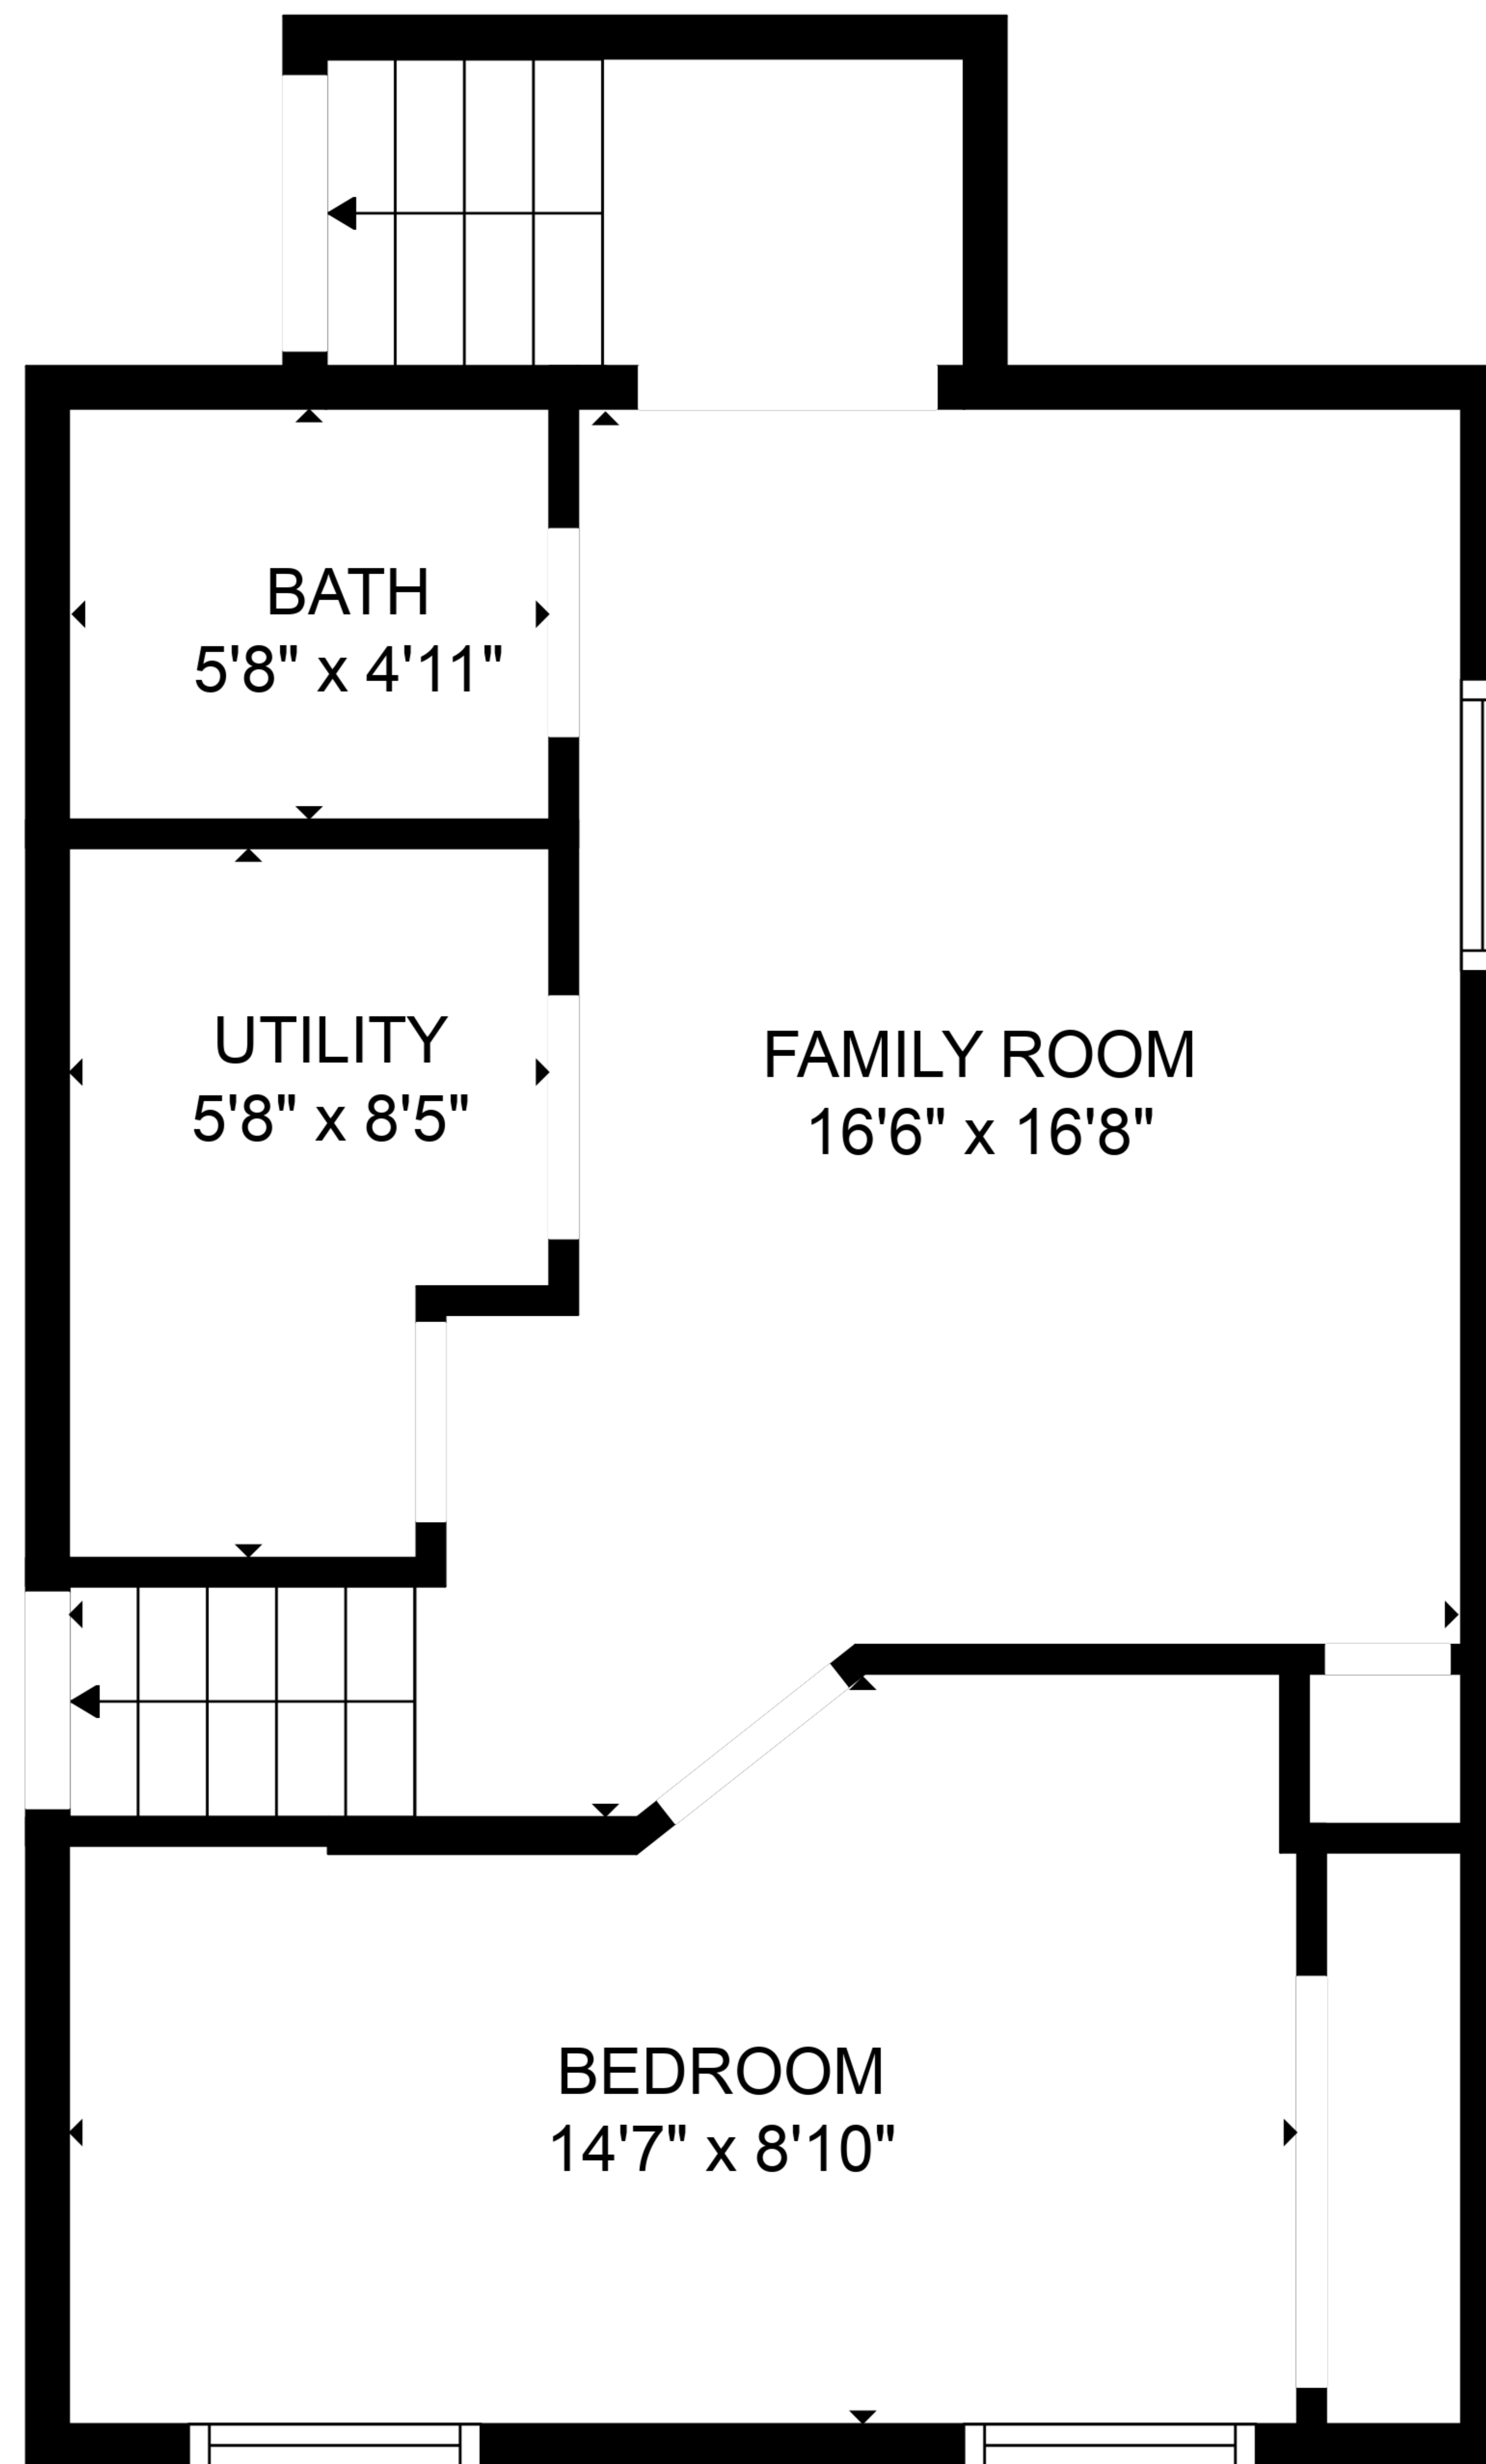 BATH
5'8" x 4'11"
UTILITY
5'8" x 8'5"
FAMILY ROOM
16'6" x 16'8"
BEDROOM
14'7" x 8'10"